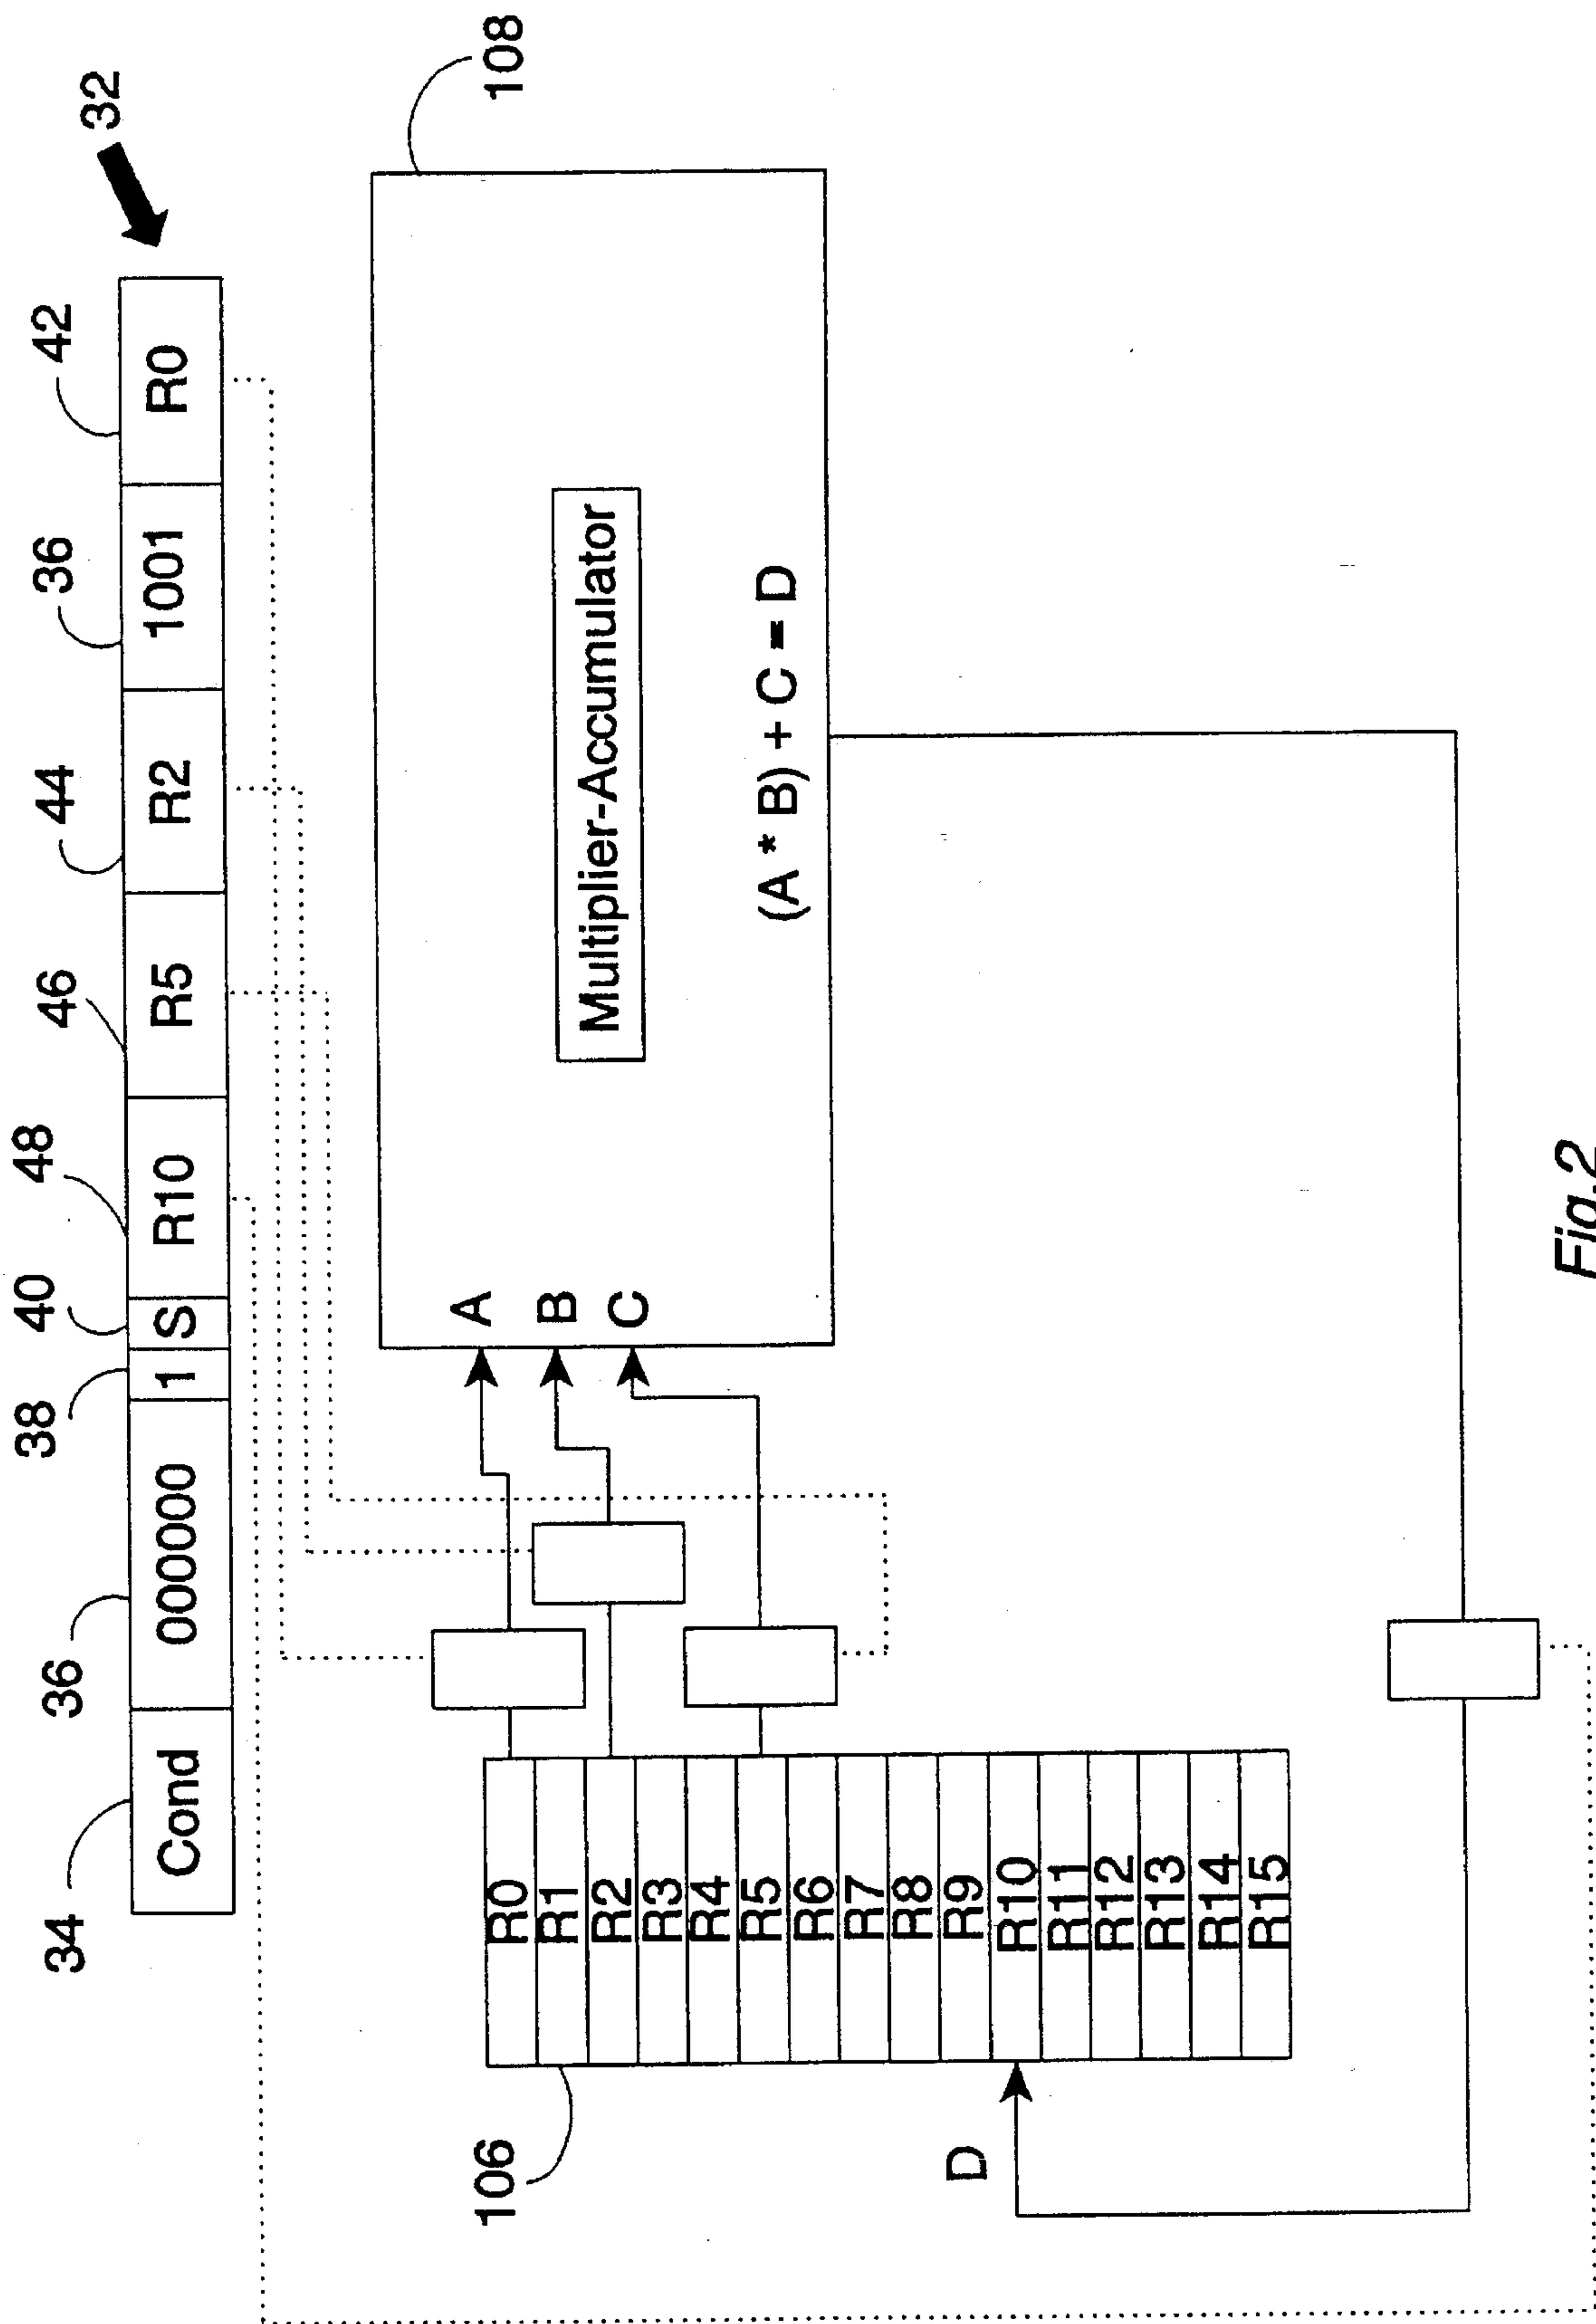 32
34 36 38 40 48 46 44 36 42
Cond 000000 1 S R10 R5 R2 1001 R0
108
A
B
C
Multiplier-Accumulator
(A * B) + C = D
106
R0
R1
R2
R3
R4
R5
R6
R7
R8
R9
R10
R11
R12
R13
R14
R15
D
Fig.2